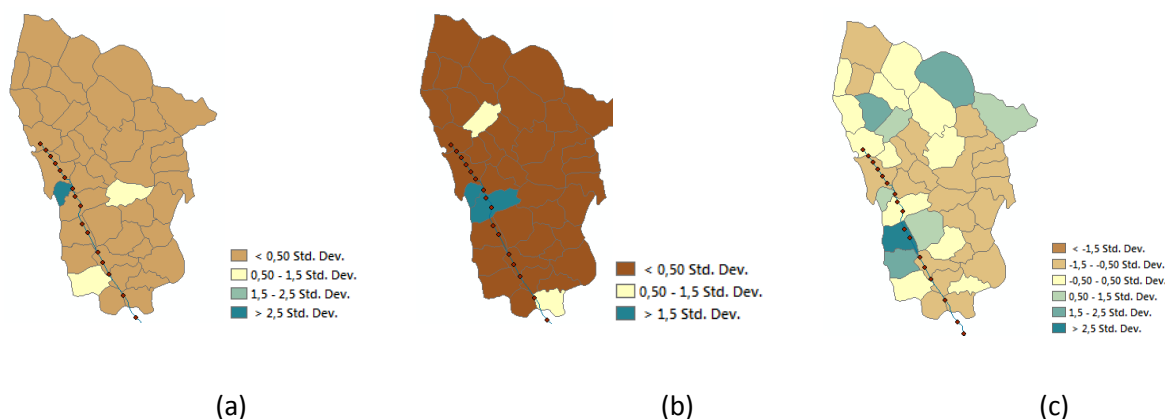 < 0,50 Std. Dev.
0,50 - 1,5 Std. Dev.
1,5 - 2,5 Std. Dev.
> 2,5 Std. Dev.
(a)
< 0,50 Std. Dev.
0,50 - 1,5 Std. Dev.
> 1,5 Std. Dev.
(b)
< -1,5 Std. Dev.
-1,5 - -0,50 Std. Dev.
-0,50 - 0,50 Std. Dev.
0,50 - 1,5 Std. Dev.
1,5 - 2,5 Std. Dev.
> 2,5 Std. Dev.
(c)